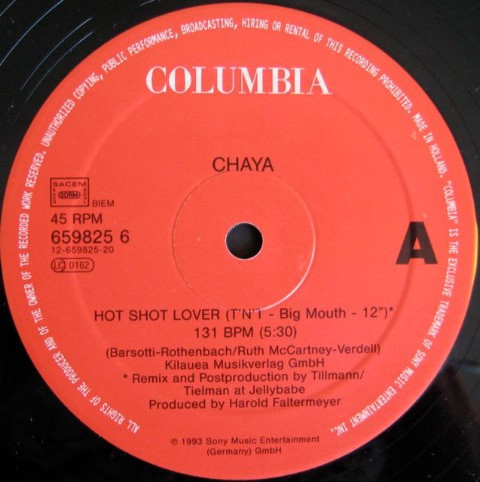 UNAUTHORIZED COPYING, PUBLIC PERFORMANCE, BROADCASTING, HIRING OR RENTAL OF THIS RECORDING PROHIBITED. MADE IN HOLLAND. "COLUMBIA" IS THE EXCLUSIVE TRADEMARK OF SONY MUSIC ENTERTAINMENT INC.
ALL RIGHTS OF THE PRODUCER AND OF THE OWNER OF THE RECORDED WORK RESERVED.
COLUMBIA
CHAYA
SACEM
BIEM
45 RPM
659825 6
12-659825-20
LC 0162
A
HOT SHOT LOVER (T'N'T - Big Mouth - 12")*
131 BPM (5:30)
(Barsotti-Rothenbach/Ruth McCartney-Verdell)
Kilauea Musikverlag GmbH
* Remix and Postproduction by Tillmann/
Tielman at Jellybabe
Produced by Harold Faltermeyer
℗ 1993 Sony Music Entertainment
(Germany) GmbH